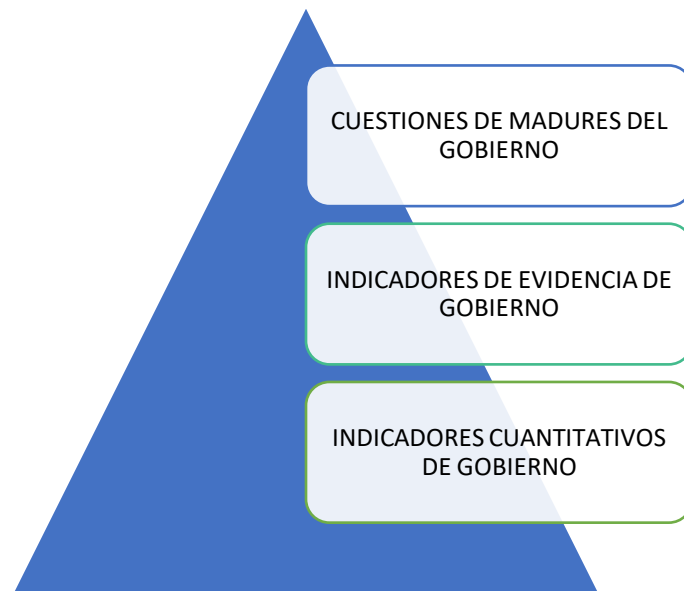 CUESTIONES DE MADURES DEL
GOBIERNO
INDICADORES DE EVIDENCIA DE
GOBIERNO
INDICADORES CUANTITATIVOS
DE GOBIERNO